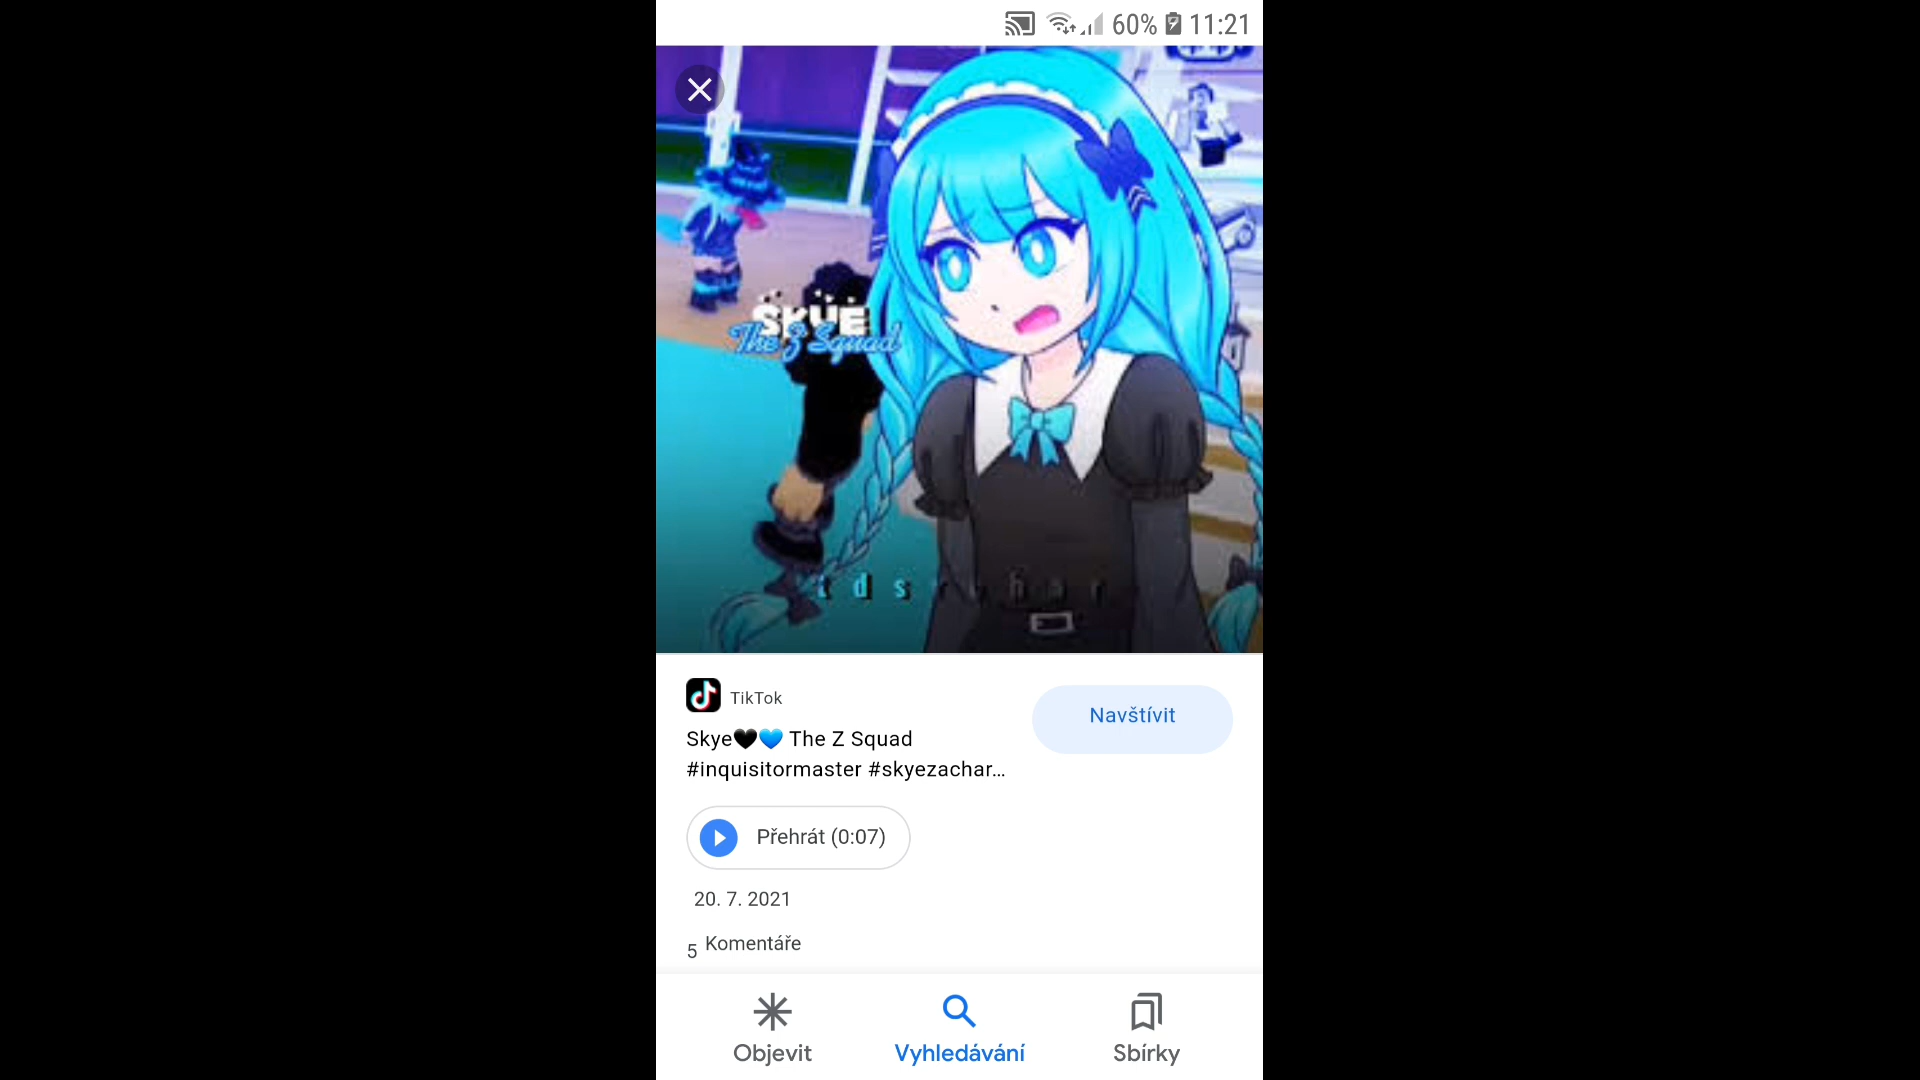 60% 11:21
SKYE
The Z Squad
TikTok
Navštívit
Skye🖤💙 The Z Squad
#inquisitormaster #skyezachar...
Přehrát (0:07)
20. 7. 2021
5 Komentáře
Objevit
Vyhledávání
Sbírky